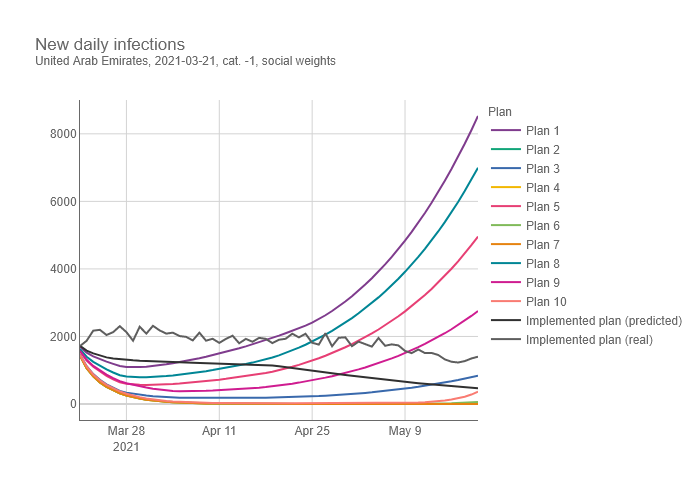 New daily infections
United Arab Emirates, 2021-03-21, cat. -1, social weights
Plan
Plan 1
Plan 2
Plan 3
Plan 4
Plan 5
Plan 6
Plan 7
Plan 8
Plan 9
Plan 10
Implemented plan (predicted)
Implemented plan (real)
8000
6000
4000
2000
0
Mar 28
2021
Apr 11
Apr 25
May 9